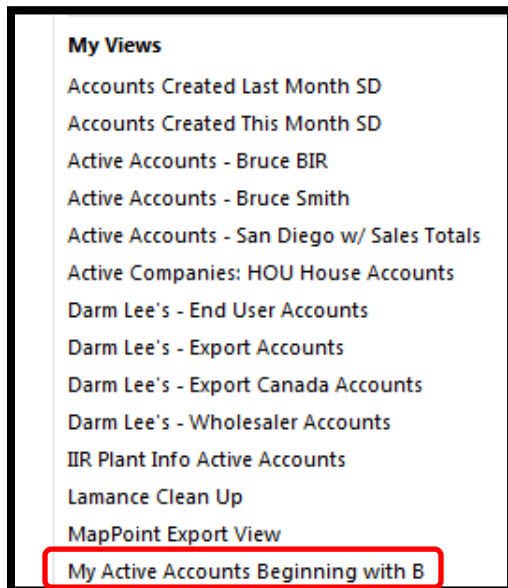 My Views
Accounts Created Last Month SD
Accounts Created This Month SD
Active Accounts - Bruce BIR
Active Accounts - Bruce Smith
Active Accounts - San Diego w/ Sales Totals
Active Companies: HOU House Accounts
Darm Lee's - End User Accounts
Darm Lee's - Export Accounts
Darm Lee's - Export Canada Accounts
Darm Lee's - Wholesaler Accounts
IIR Plant Info Active Accounts
Lamance Clean Up
MapPoint Export View
My Active Accounts Beginning with B